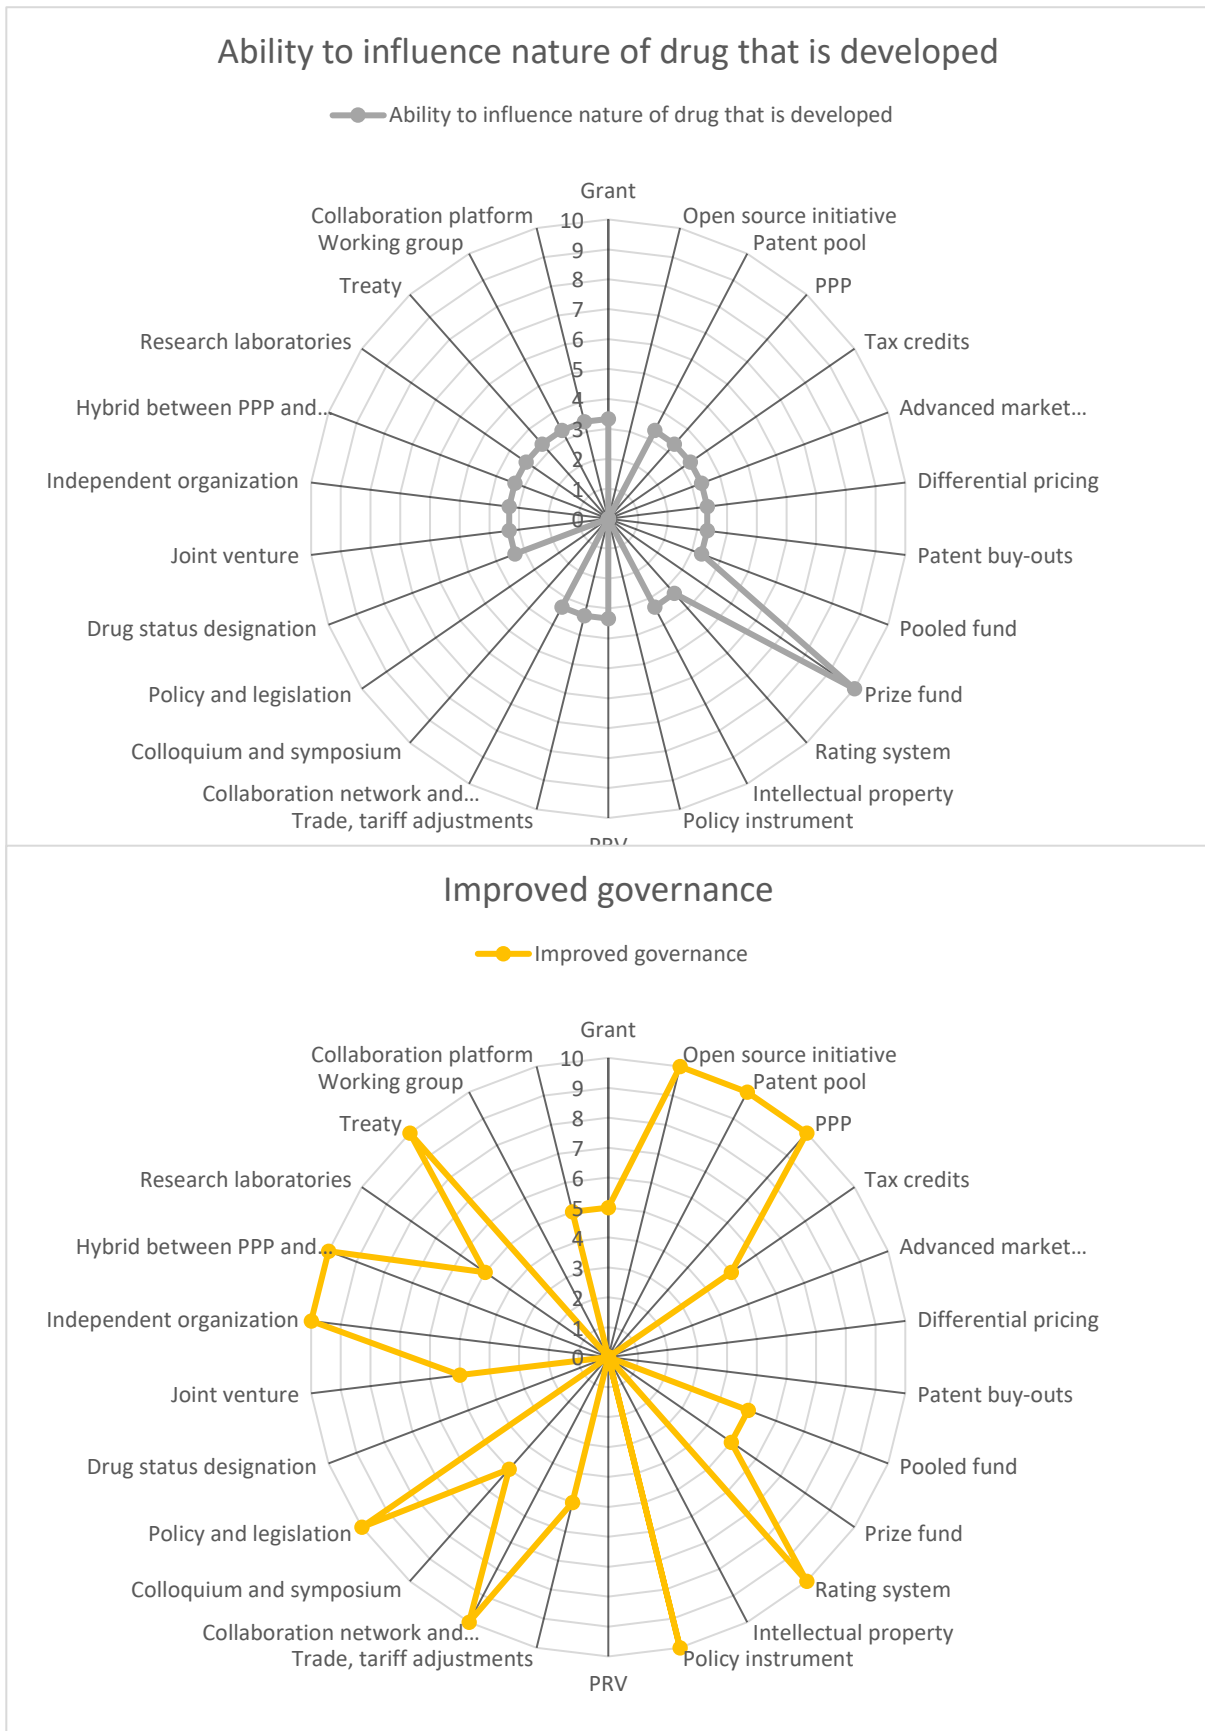 Ability to influence nature of drug that is developed
Ability to influence nature of drug that is developed
Grant
Collaboration platform
Open source initiative
Working group
Patent pool
Treaty
PPP
Research laboratories
Tax credits
Hybrid between PPP and...
Advanced market...
Independent organization
Differential pricing
Joint venture
Patent buy-outs
Drug status designation
Pooled fund
Policy and legislation
Prize fund
Colloquium and symposium
Rating system
Collaboration network and...
Intellectual property
Trade, tariff adjustments
Policy instrument
PRV
10
9
8
7
6
5
4
3
2
1
0
Improved governance
Improved governance
Grant
Collaboration platform
Open source initiative
Working group
Patent pool
Treaty
PPP
Research laboratories
Tax credits
Hybrid between PPP and...
Advanced market...
Independent organization
Differential pricing
Joint venture
Patent buy-outs
Drug status designation
Pooled fund
Policy and legislation
Prize fund
Colloquium and symposium
Rating system
Collaboration network and...
Intellectual property
Trade, tariff adjustments
Policy instrument
PRV
10
9
8
7
6
5
4
3
2
1
0